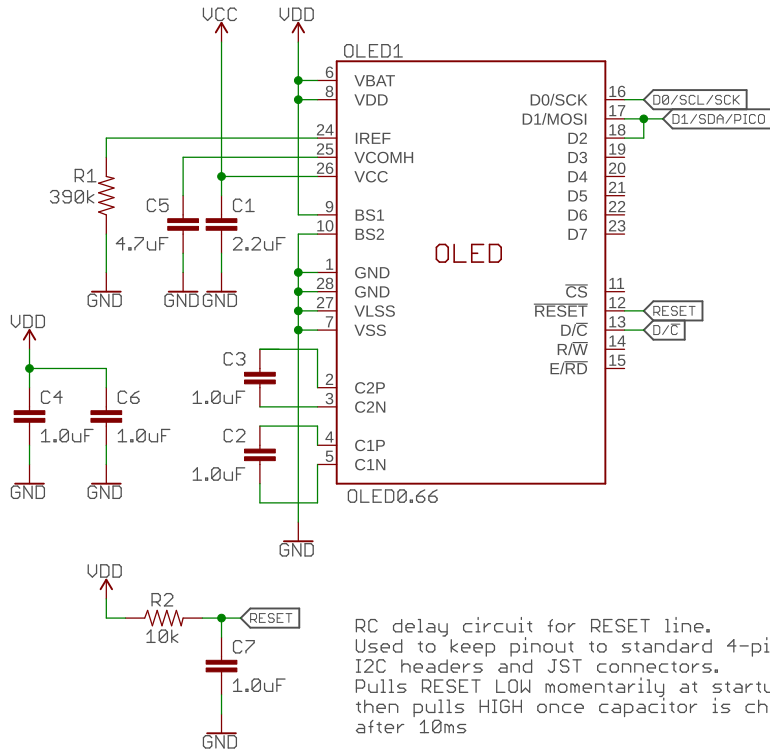 VCC
VDD
OLED1
6 VBAT
8 VDD
24 IREF
25 VCOMH
26 VCC
9 BS1
10 BS2
1 GND
28 GND
27 VLSS
7 VSS
2 C2P
3 C2N
4 C1P
5 C1N
OLED
D0/SCK 16
D1/MOSI 17
D2 18
D3 19
D4 20
D5 21
D6 22
D7 23
CS 11
RESET 12
D/C 13
R/W 14
E/RD 15
D0/SCL/SCK
D1/SDA/PICO
RESET
D/C
OLED0.66
R1
390k
GND
C5
4.7uF
GND
C1
2.2uF
GND
VDD
C4
1.0uF
GND
C6
1.0uF
GND
C3
1.0uF
C2
1.0uF
GND
VDD
R2
10k
RESET
C7
1.0uF
GND
RC delay circuit for RESET line.
Used to keep pinout to standard 4-pi
I2C headers and JST connectors.
Pulls RESET LOW momentarily at startu
then pulls HIGH once capacitor is ch
after 10ms